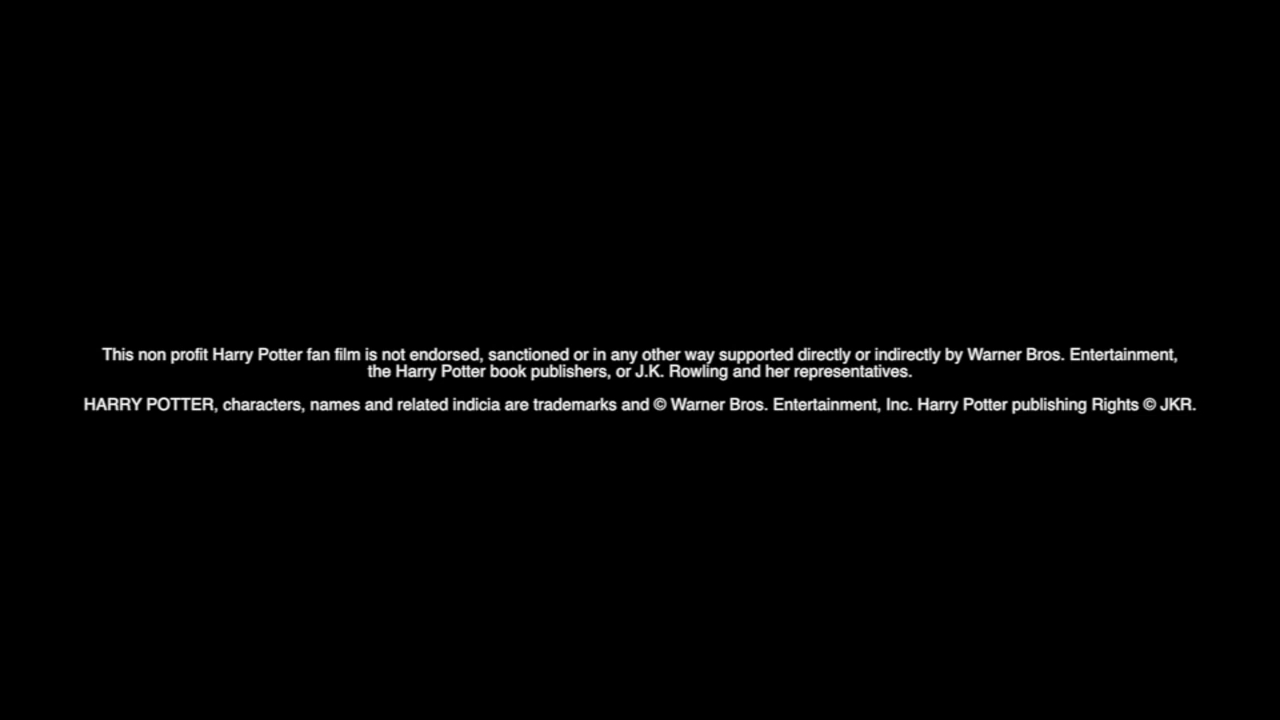 This non profit Harry Potter fan film is not endorsed, sanctioned or in any other way supported directly or indirectly by Warner Bros. Entertainment,
the Harry Potter book publishers, or J.K. Rowling and her representatives.
HARRY POTTER, characters, names and related indicia are trademarks and © Warner Bros. Entertainment, Inc. Harry Potter publishing Rights © JKR.